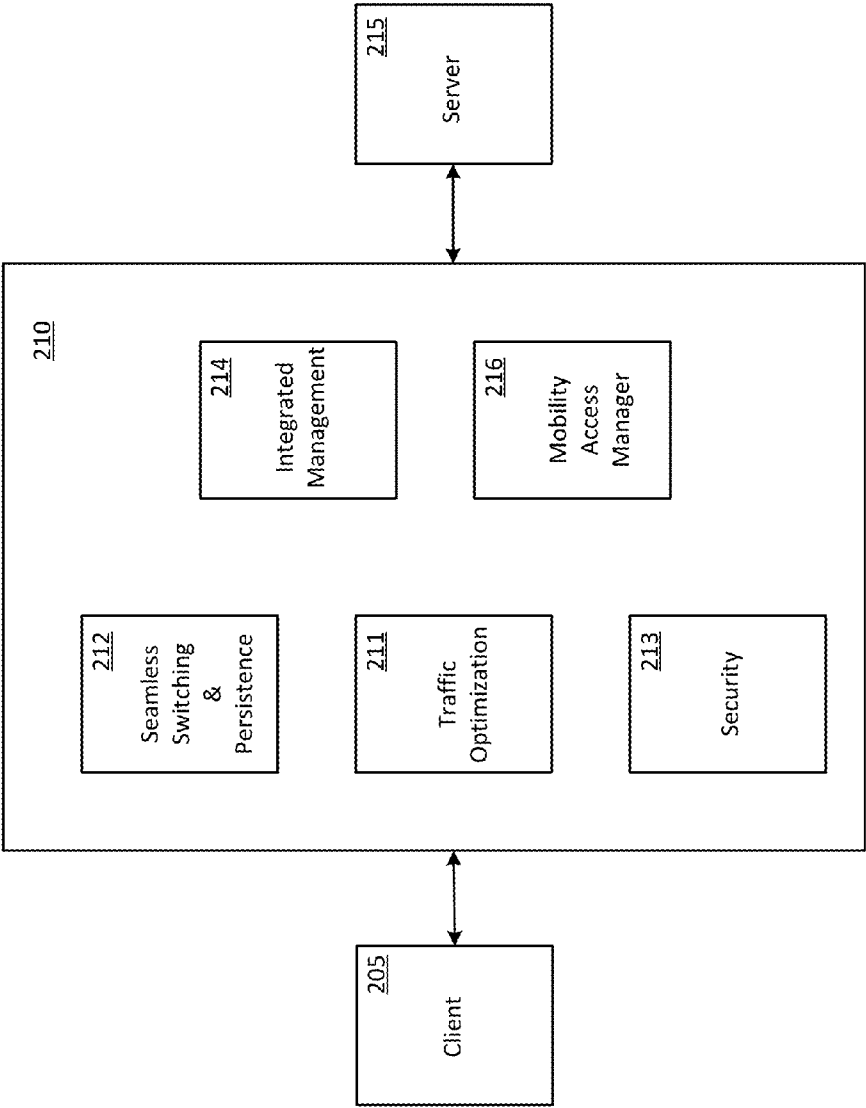 210
212
Seamless
Switching
&
Persistence
214
Integrated
Management
205
Client
211
Traffic
Optimization
215
Server
213
Security
216
Mobility
Access
Manager